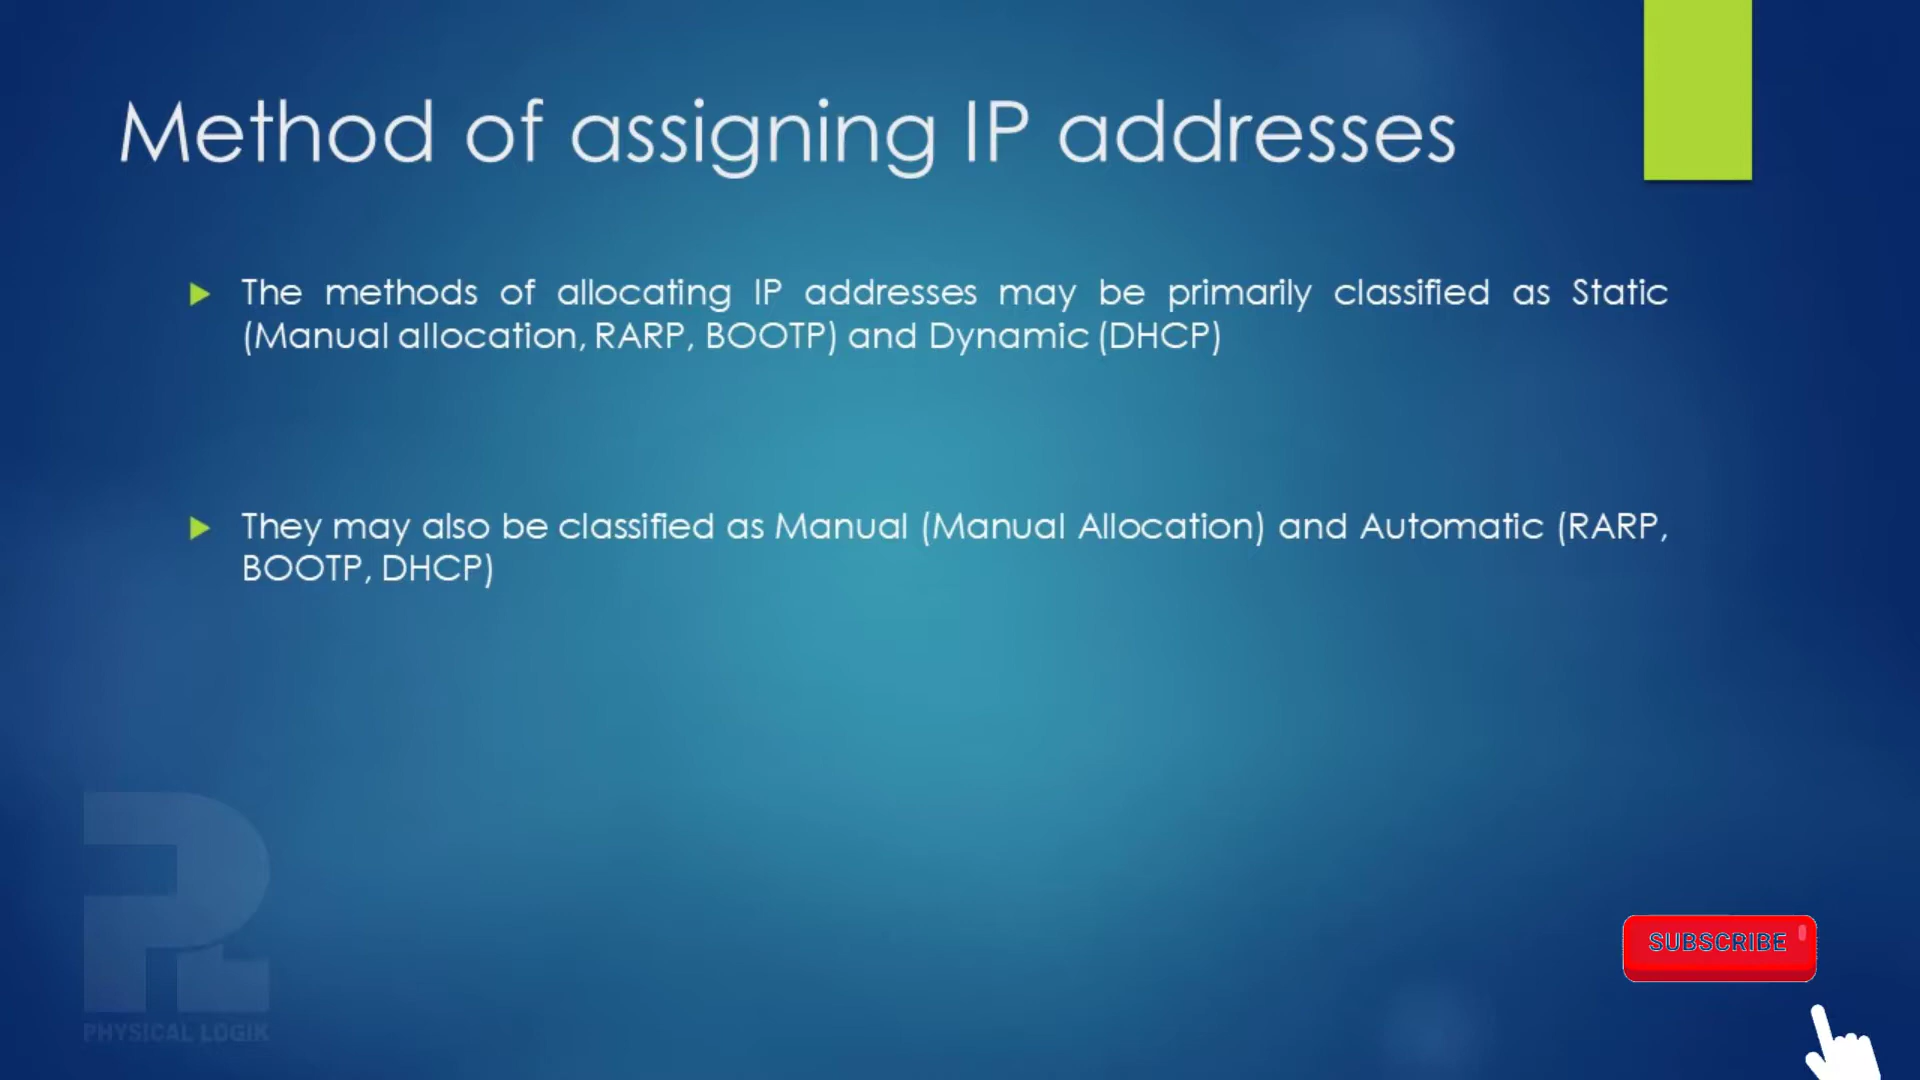 Method of assigning IP addresses
The methods of allocating IP addresses may be primarily classified as Static
(Manual allocation, RARP, BOOTP) and Dynamic (DHCP)
They may also be classified as Manual (Manual Allocation) and Automatic (RARP,
BOOTP, DHCP)
PHYSICAL LOGIK
SUBSCRIBE